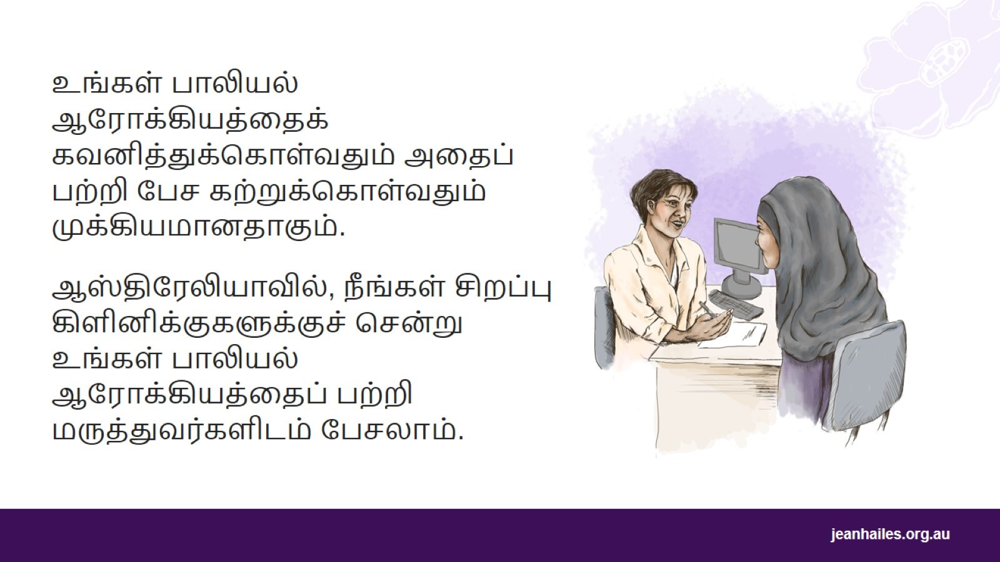 உங்கள் பாலியல்
ஆரோக்கியத்தைக்
கவனித்துக்கொள்வதும் அதைப்
பற்றி பேச கற்றுக்கொள்வதும்
முக்கியமானதாகும்.
ஆஸ்திரேலியாவில், நீங்கள் சிறப்பு
கிளினிக்குகளுக்குச் சென்று
உங்கள் பாலியல்
ஆரோக்கியத்தைப் பற்றி
மருத்துவர்களிடம் பேசலாம்.
jeanhailes.org.au